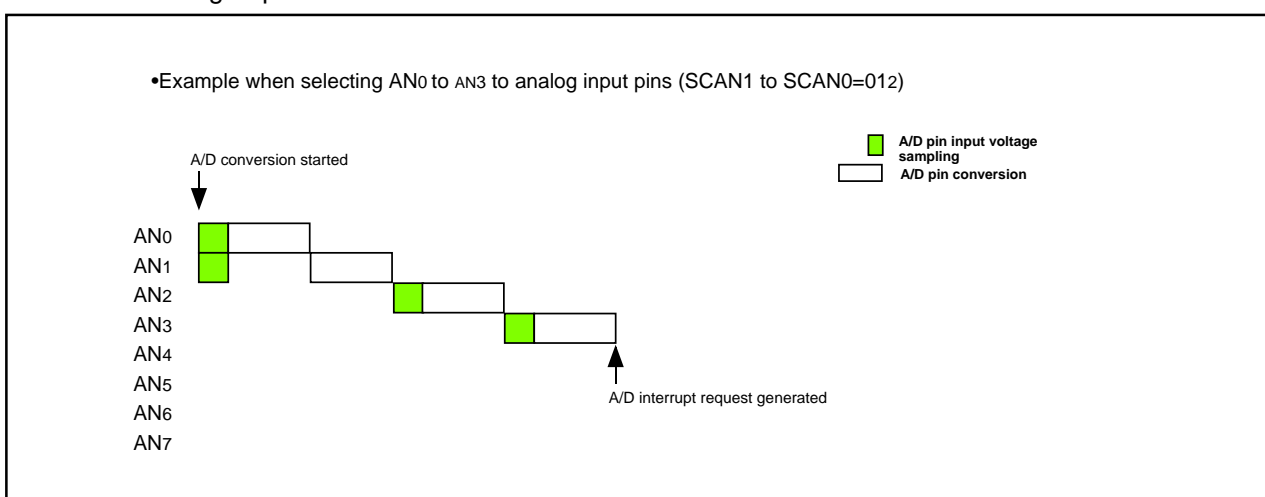 •Example when selecting AN0 to AN3 to analog input pins (SCAN1 to SCAN0=012)
A/D pin input voltage
sampling
A/D pin conversion
A/D conversion started
AN0
AN1
AN2
AN3
AN4
AN5
AN6
AN7
A/D interrupt request generated